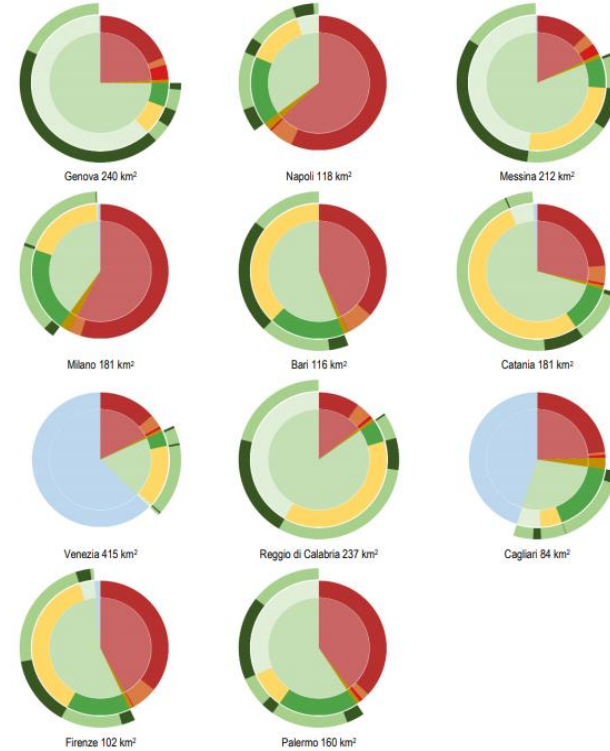 Genova 240 km²
Napoli 118 km²
Messina 212 km²
Milano 181 km²
Bari 116 km²
Catania 181 km²
Venezia 415 km²
Reggio di Calabria 237 km²
Cagliari 84 km²
Firenze 102 km²
Palermo 160 km²